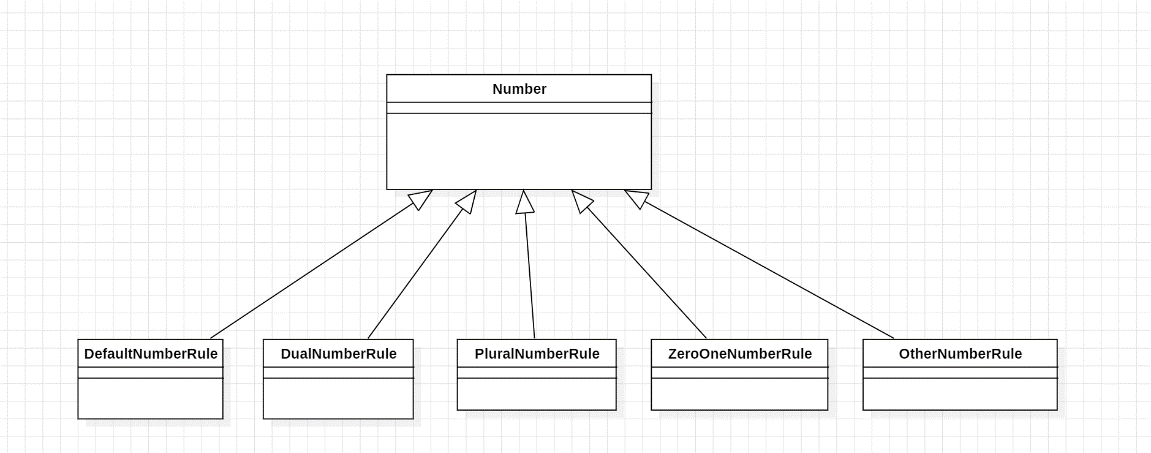 Number
DefaultNumberRule
DualNumberRule
PluralNumberRule
ZeroOneNumberRule
OtherNumberRule